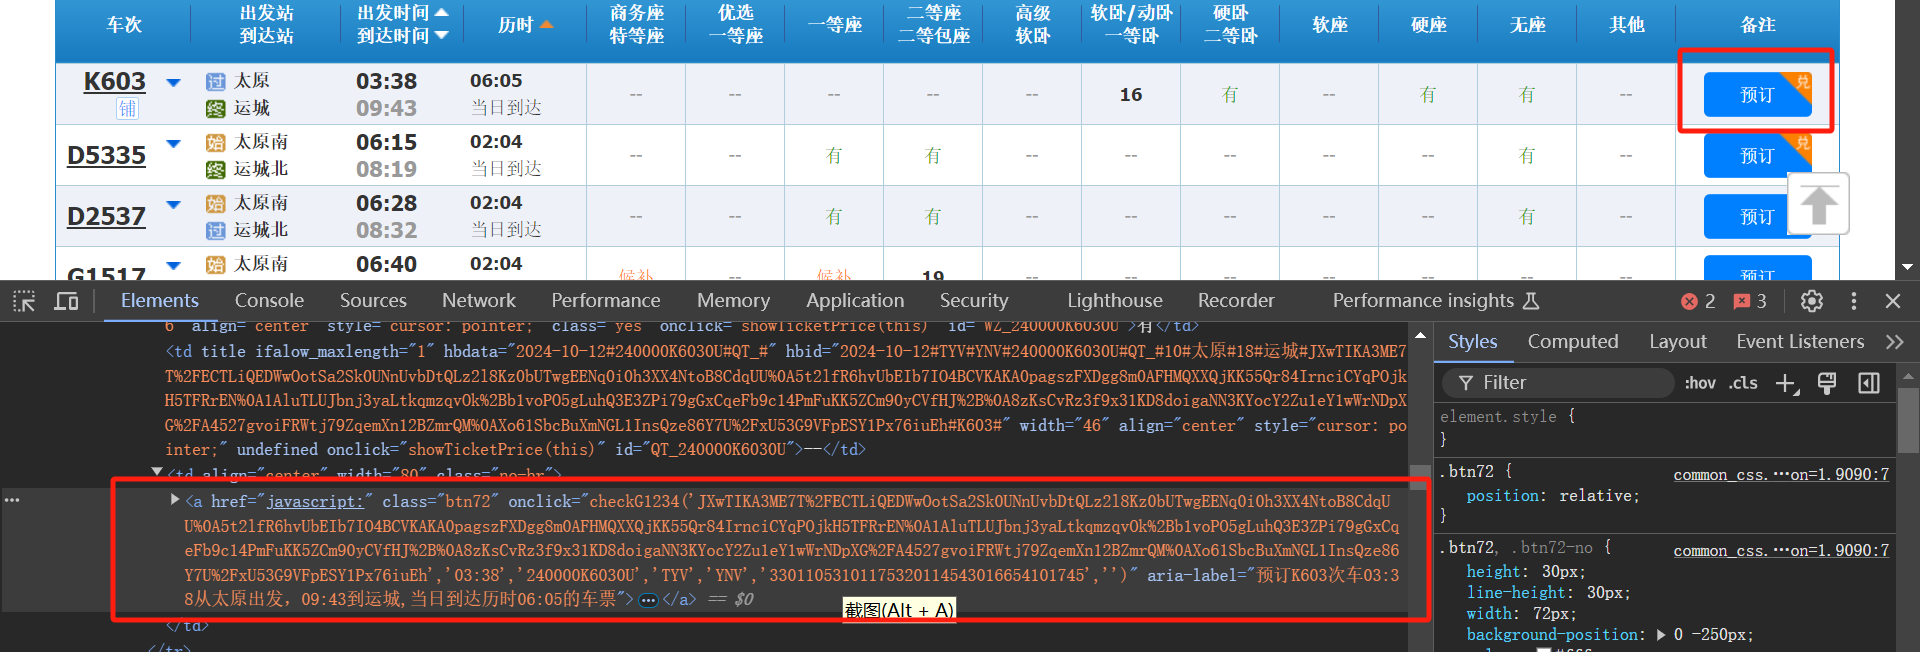 车次 出发站 出发时间 历时 商务座 优选 一等座 二等座 高级 软卧/动卧 硬卧 软座 硬座 无座 其他 备注
到达站 到达时间 特等座 一等座 二等包座 软卧 一等卧 二等卧
K603 过 太原 03:38 06:05 -- -- -- -- -- 16 有 -- 有 有 -- 预订 兑
铺 终 运城 09:43 当日到达
D5335 始 太原南 06:15 02:04 -- -- 有 有 -- -- -- -- -- 有 -- 预订 兑
终 运城北 08:19 当日到达
D2537 始 太原南 06:28 02:04 -- -- 有 有 -- -- -- -- -- 有 -- 预订
过 运城北 08:32 当日到达
G1517 始 太原南 06:40 02:04 候补 -- 候补 19 -- -- -- -- -- -- -- 预订
Elements Console Sources Network Performance Memory Application Security Lighthouse Recorder Performance insights 2 3
6" align="center" style="cursor: pointer;" class="yes" onclick="showTicketPrice(this)" id="WZ_240000K6030U">有</td>
<td title ifalow_maxlength="1" hbdata="2024-10-12#240000K6030U#QT_#" hbid="2024-10-12#TYV#YNV#240000K6030U#QT_#10#太原#18#运城#JXwTIKA3ME7
T%2FECTLiQEDWwOotSa2Sk0UNnUvbDtQLz2l8Kz0bUTwgEENq0i0h3XX4NtoB8CdqUU%0A5t2lfR6hvUbEIb7IO4BCVKAKA0pagszFXDgg8m0AFHMQXXQjKK55Qr84IrnciCYqPOjk
H5TFRrEN%0A1AluTLUJbnj3yaLtkqmzqvOk%2Bb1voPO5gLuhQ3E3ZPi79gGxCqeFb9c14PmFuKK5ZCm9OyCVfHJ%2B%0A8zKsCvRz3f9x31KD8doigaNN3KYocY2Zu1eY1wWrNDpX
G%2FA4527gvoiFRWtj79ZqemXn12BZmrQM%0AXo61SbcBuXmNGL1InsQze86Y7U%2FxU53G9VFpESY1Px76iuEh#K603#" width="46" align="center" style="cursor: po
inter;" undefined onclick="showTicketPrice(this)" id="QT_240000K6030U">--</td>
<td align="center" width="80" class="no-br">
<a href="javascript:" class="btn72" onclick="checkG1234('JXwTIKA3ME7T%2FECTLiQEDWwOotSa2Sk0UNnUvbDtQLz2l8Kz0bUTwgEENq0i0h3XX4NtoB8CdqU
U%0A5t2lfR6hvUbEIb7IO4BCVKAKA0pagszFXDgg8m0AFHMQXXQjKK55Qr84IrnciCYqPOjkH5TFRrEN%0A1AluTLUJbnj3yaLtkqmzqvOk%2Bb1voPO5gLuhQ3E3ZPi79gGxCq
eFb9c14PmFuKK5ZCm9OyCVfHJ%2B%0A8zKsCvRz3f9x31KD8doigaNN3KYocY2Zu1eY1wWrNDpXG%2FA4527gvoiFRWtj79ZqemXn12BZmrQM%0AXo61SbcBuXmNGL1InsQze86
Y7U%2FxU53G9VFpESY1Px76iuEh','03:38','240000K6030U','TYV','YNV','3301105310117532011454301665410​1745','')" aria-label="预订K603次车03:3
8从太原出发，09:43到运城,当日到达历时06:05的车票">…</a> == $0
截图(Alt + A)
</td>
</tr>
Styles Computed Layout Event Listeners
Filter :hov .cls
element.style {
}
.btn72 { common_css.…on=1.9090:7
position: relative;
}
.btn72, .btn72-no { common_css.…on=1.9090:7
height: 30px;
line-height: 30px;
width: 72px;
background-position: 0 -250px;